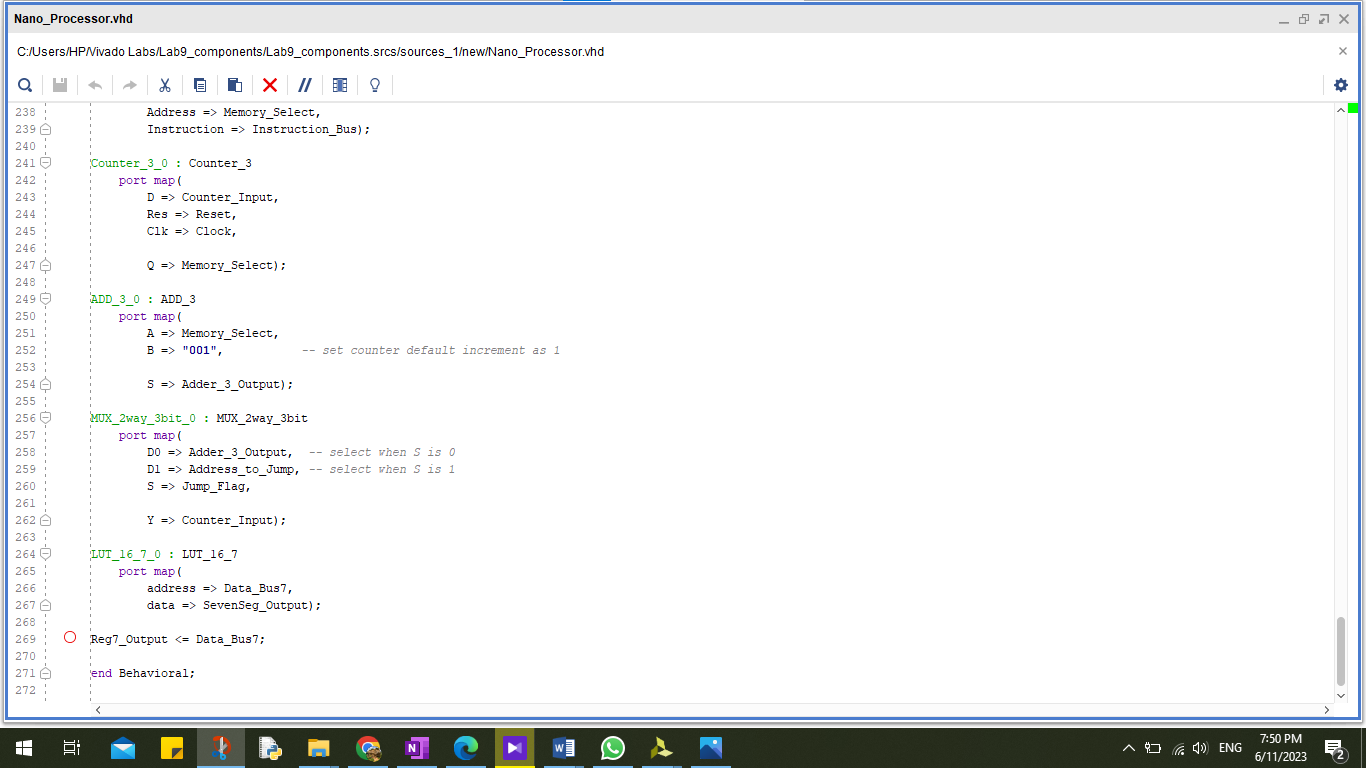 Nano_Processor.vhd
C:/Users/HP/Vivado Labs/Lab9_components/Lab9_components.srcs/sources_1/new/Nano_Processor.vhd
238 Address => Memory_Select,
239 Instruction => Instruction_Bus);
240
241 Counter_3_0 : Counter_3
242 port map(
243 D => Counter_Input,
244 Res => Reset,
245 Clk => Clock,
246
247 Q => Memory_Select);
248
249 ADD_3_0 : ADD_3
250 port map(
251 A => Memory_Select,
252 B => "001", -- set counter default increment as 1
253
254 S => Adder_3_Output);
255
256 MUX_2way_3bit_0 : MUX_2way_3bit
257 port map(
258 D0 => Adder_3_Output, -- select when S is 0
259 D1 => Address_to_Jump, -- select when S is 1
260 S => Jump_Flag,
261
262 Y => Counter_Input);
263
264 LUT_16_7_0 : LUT_16_7
265 port map(
266 address => Data_Bus7,
267 data => SevenSeg_Output);
268
269 Reg7_Output <= Data_Bus7;
270
271 end Behavioral;
272
ENG
7:50 PM
6/11/2023
2